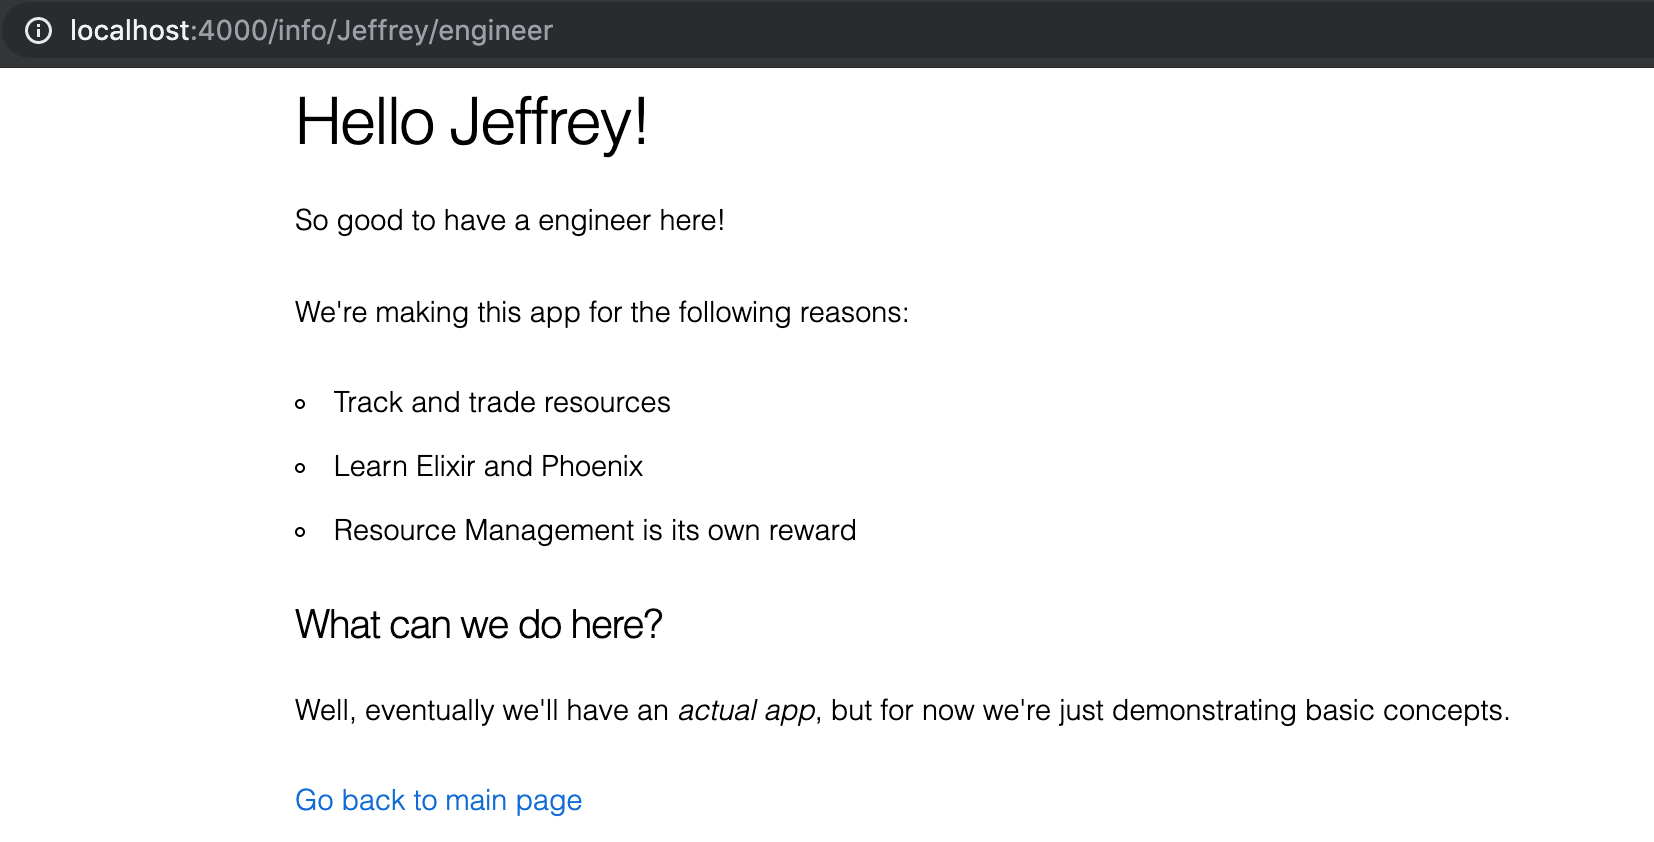 localhost:4000/info/Jeffrey/engineer
Hello Jeffrey!
So good to have a engineer here!
We're making this app for the following reasons:
Track and trade resources
Learn Elixir and Phoenix
Resource Management is its own reward
What can we do here?
Well, eventually we'll have an actual app, but for now we're just demonstrating basic concepts.
Go back to main page